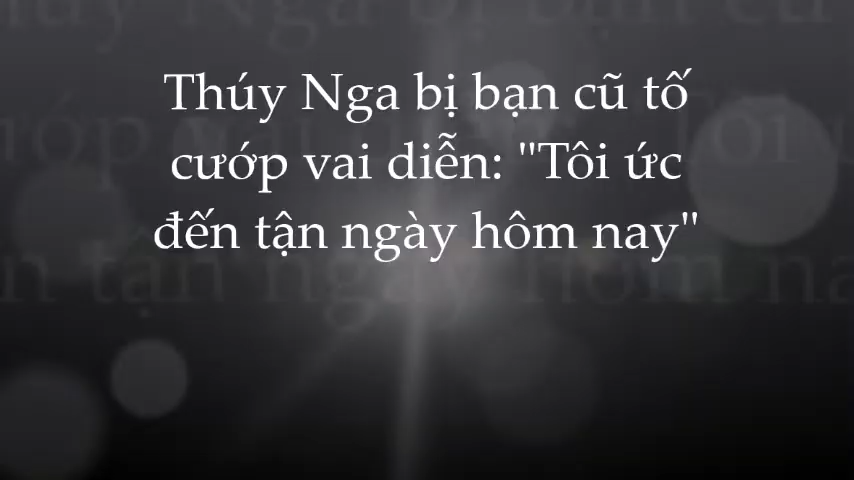 Thúy Nga bị bạn cũ tố
cướp vai diễn: "Tôi ức
đến tận ngày hôm nay"